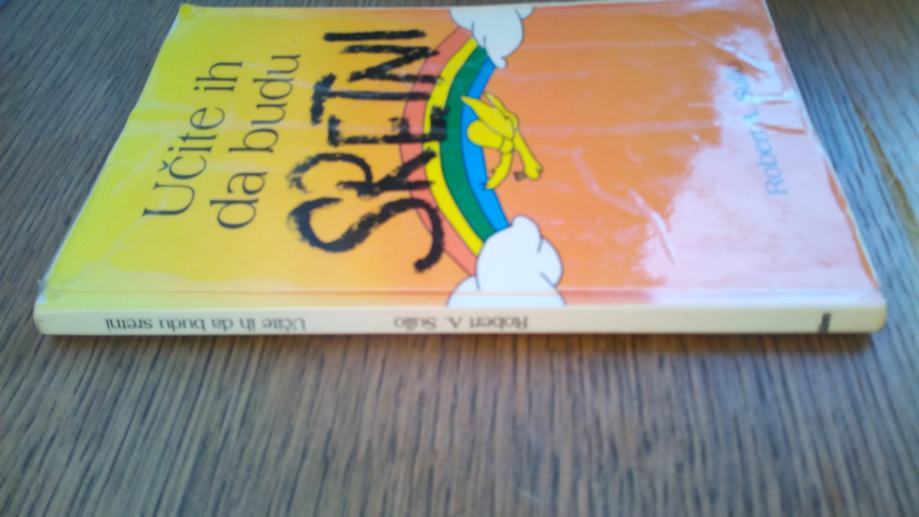 Učite ih
da budu
SRETNI
Robert A. Sullo
Robert A. Sullo
Učite ih da budu sretni